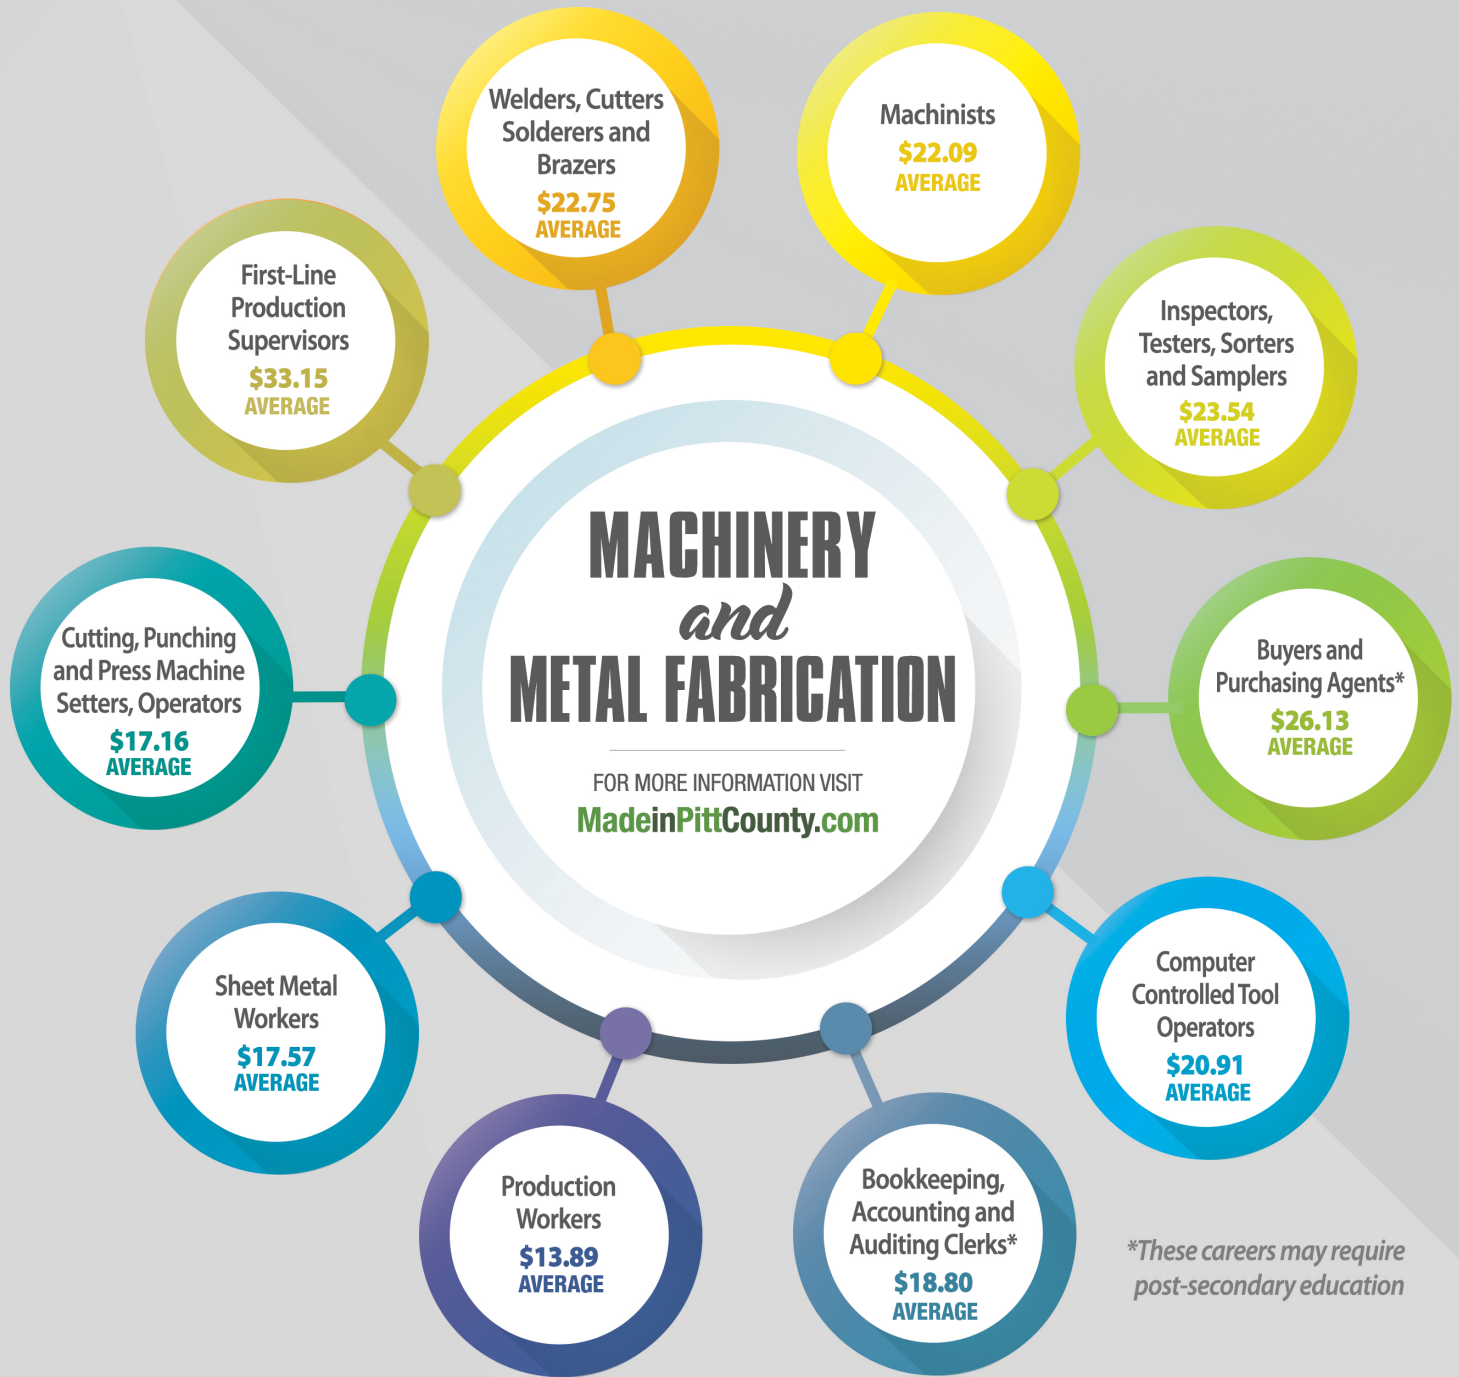 Welders, Cutters
Solderers and
Brazers
$22.75
AVERAGE
Machinists
$22.09
AVERAGE
Inspectors,
Testers, Sorters
and Samplers
$23.54
AVERAGE
Buyers and
Purchasing Agents*
$26.13
AVERAGE
Computer
Controlled Tool
Operators
$20.91
AVERAGE
Bookkeeping,
Accounting and
Auditing Clerks*
$18.80
AVERAGE
Production
Workers
$13.89
AVERAGE
Sheet Metal
Workers
$17.57
AVERAGE
Cutting, Punching
and Press Machine
Setters, Operators
$17.16
AVERAGE
First-Line
Production
Supervisors
$33.15
AVERAGE
MACHINERY
and
METAL FABRICATION
FOR MORE INFORMATION VISIT
MadeinPittCounty.com
*These careers may require
post-secondary education